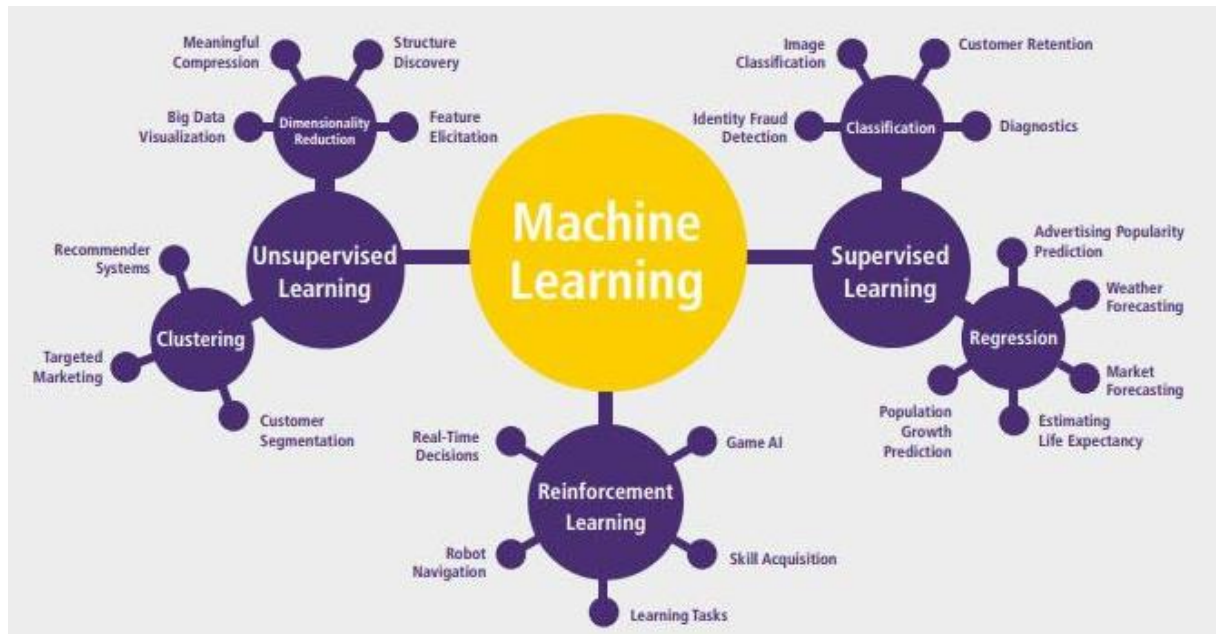 Meaningful
Compression
Structure
Discovery
Big Data
Visualization
Dimensionality
Reduction
Feature
Elicitation
Unsupervised
Learning
Recommender
Systems
Clustering
Targeted
Marketing
Customer
Segmentation
Machine
Learning
Image
Classification
Customer Retention
Identity Fraud
Detection
Classification
Diagnostics
Supervised
Learning
Advertising Popularity
Prediction
Weather
Forecasting
Regression
Market
Forecasting
Population
Growth
Prediction
Estimating
Life Expectancy
Real-Time
Decisions
Game AI
Reinforcement
Learning
Robot
Navigation
Skill Acquisition
Learning Tasks